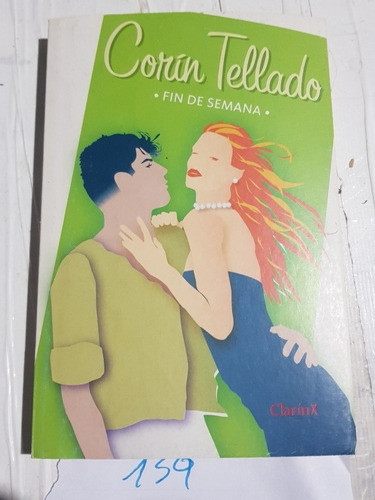 Corín Tellado
• FIN DE SEMANA •
Clarín
159